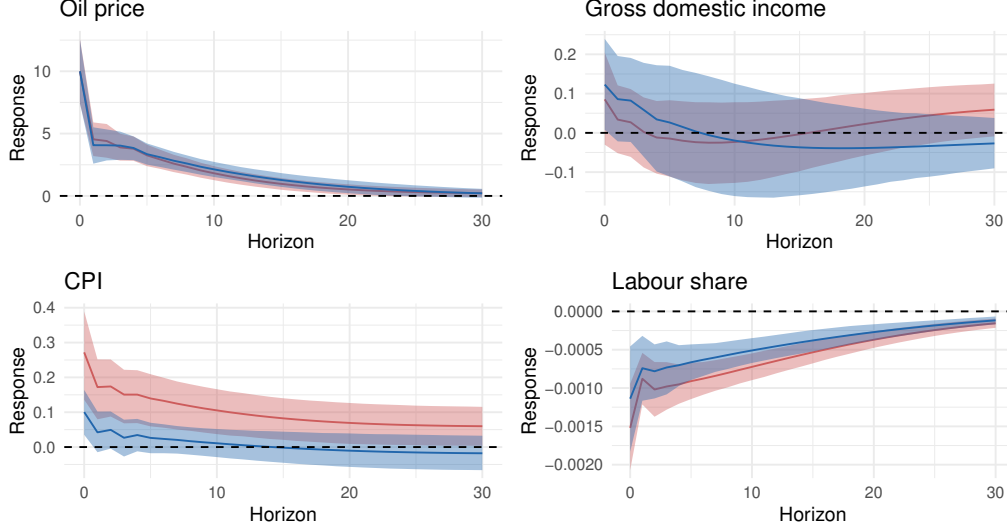 Oil price
Response
10
5
0
0 10 20 30
Horizon
Gross domestic income
Response
0.2
0.1
0.0
−0.1
0 10 20 30
Horizon
CPI
Response
0.4
0.3
0.2
0.1
0.0
0 10 20 30
Horizon
Labour share
Response
0.0000
−0.0005
−0.0010
−0.0015
−0.0020
0 10 20 30
Horizon